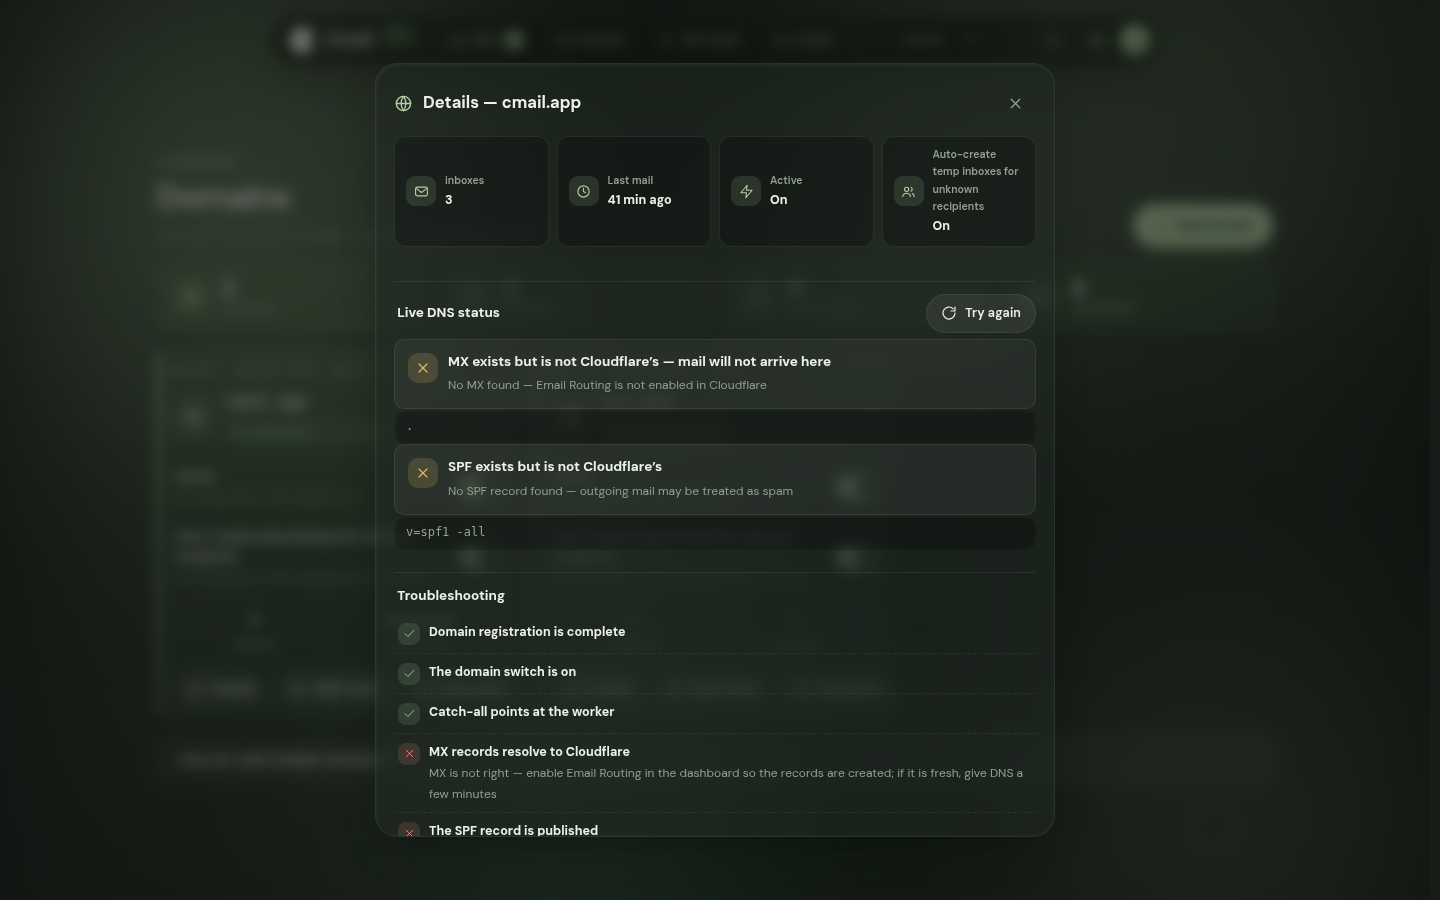 Details — cmail.app
inboxes
3
Last mail
41 min ago
Active
On
Auto-create
temp inboxes for
unknown
recipients
On
Live DNS status
Try again
MX exists but is not Cloudflare’s — mail will not arrive here
No MX found — Email Routing is not enabled in Cloudflare
.
SPF exists but is not Cloudflare’s
No SPF record found — outgoing mail may be treated as spam
v=spf1 -all
Troubleshooting
Domain registration is complete
The domain switch is on
Catch-all points at the worker
MX records resolve to Cloudflare
MX is not right — enable Email Routing in the dashboard so the records are created; if it is fresh, give DNS a
few minutes
The SPF record is published
Domains